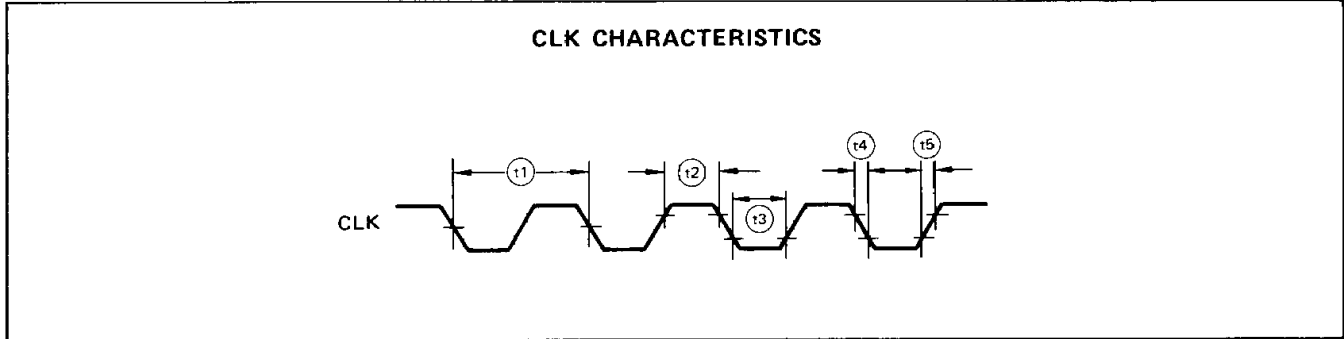 CLK CHARACTERISTICS
t4 t5
t1 t2
t3
CLK